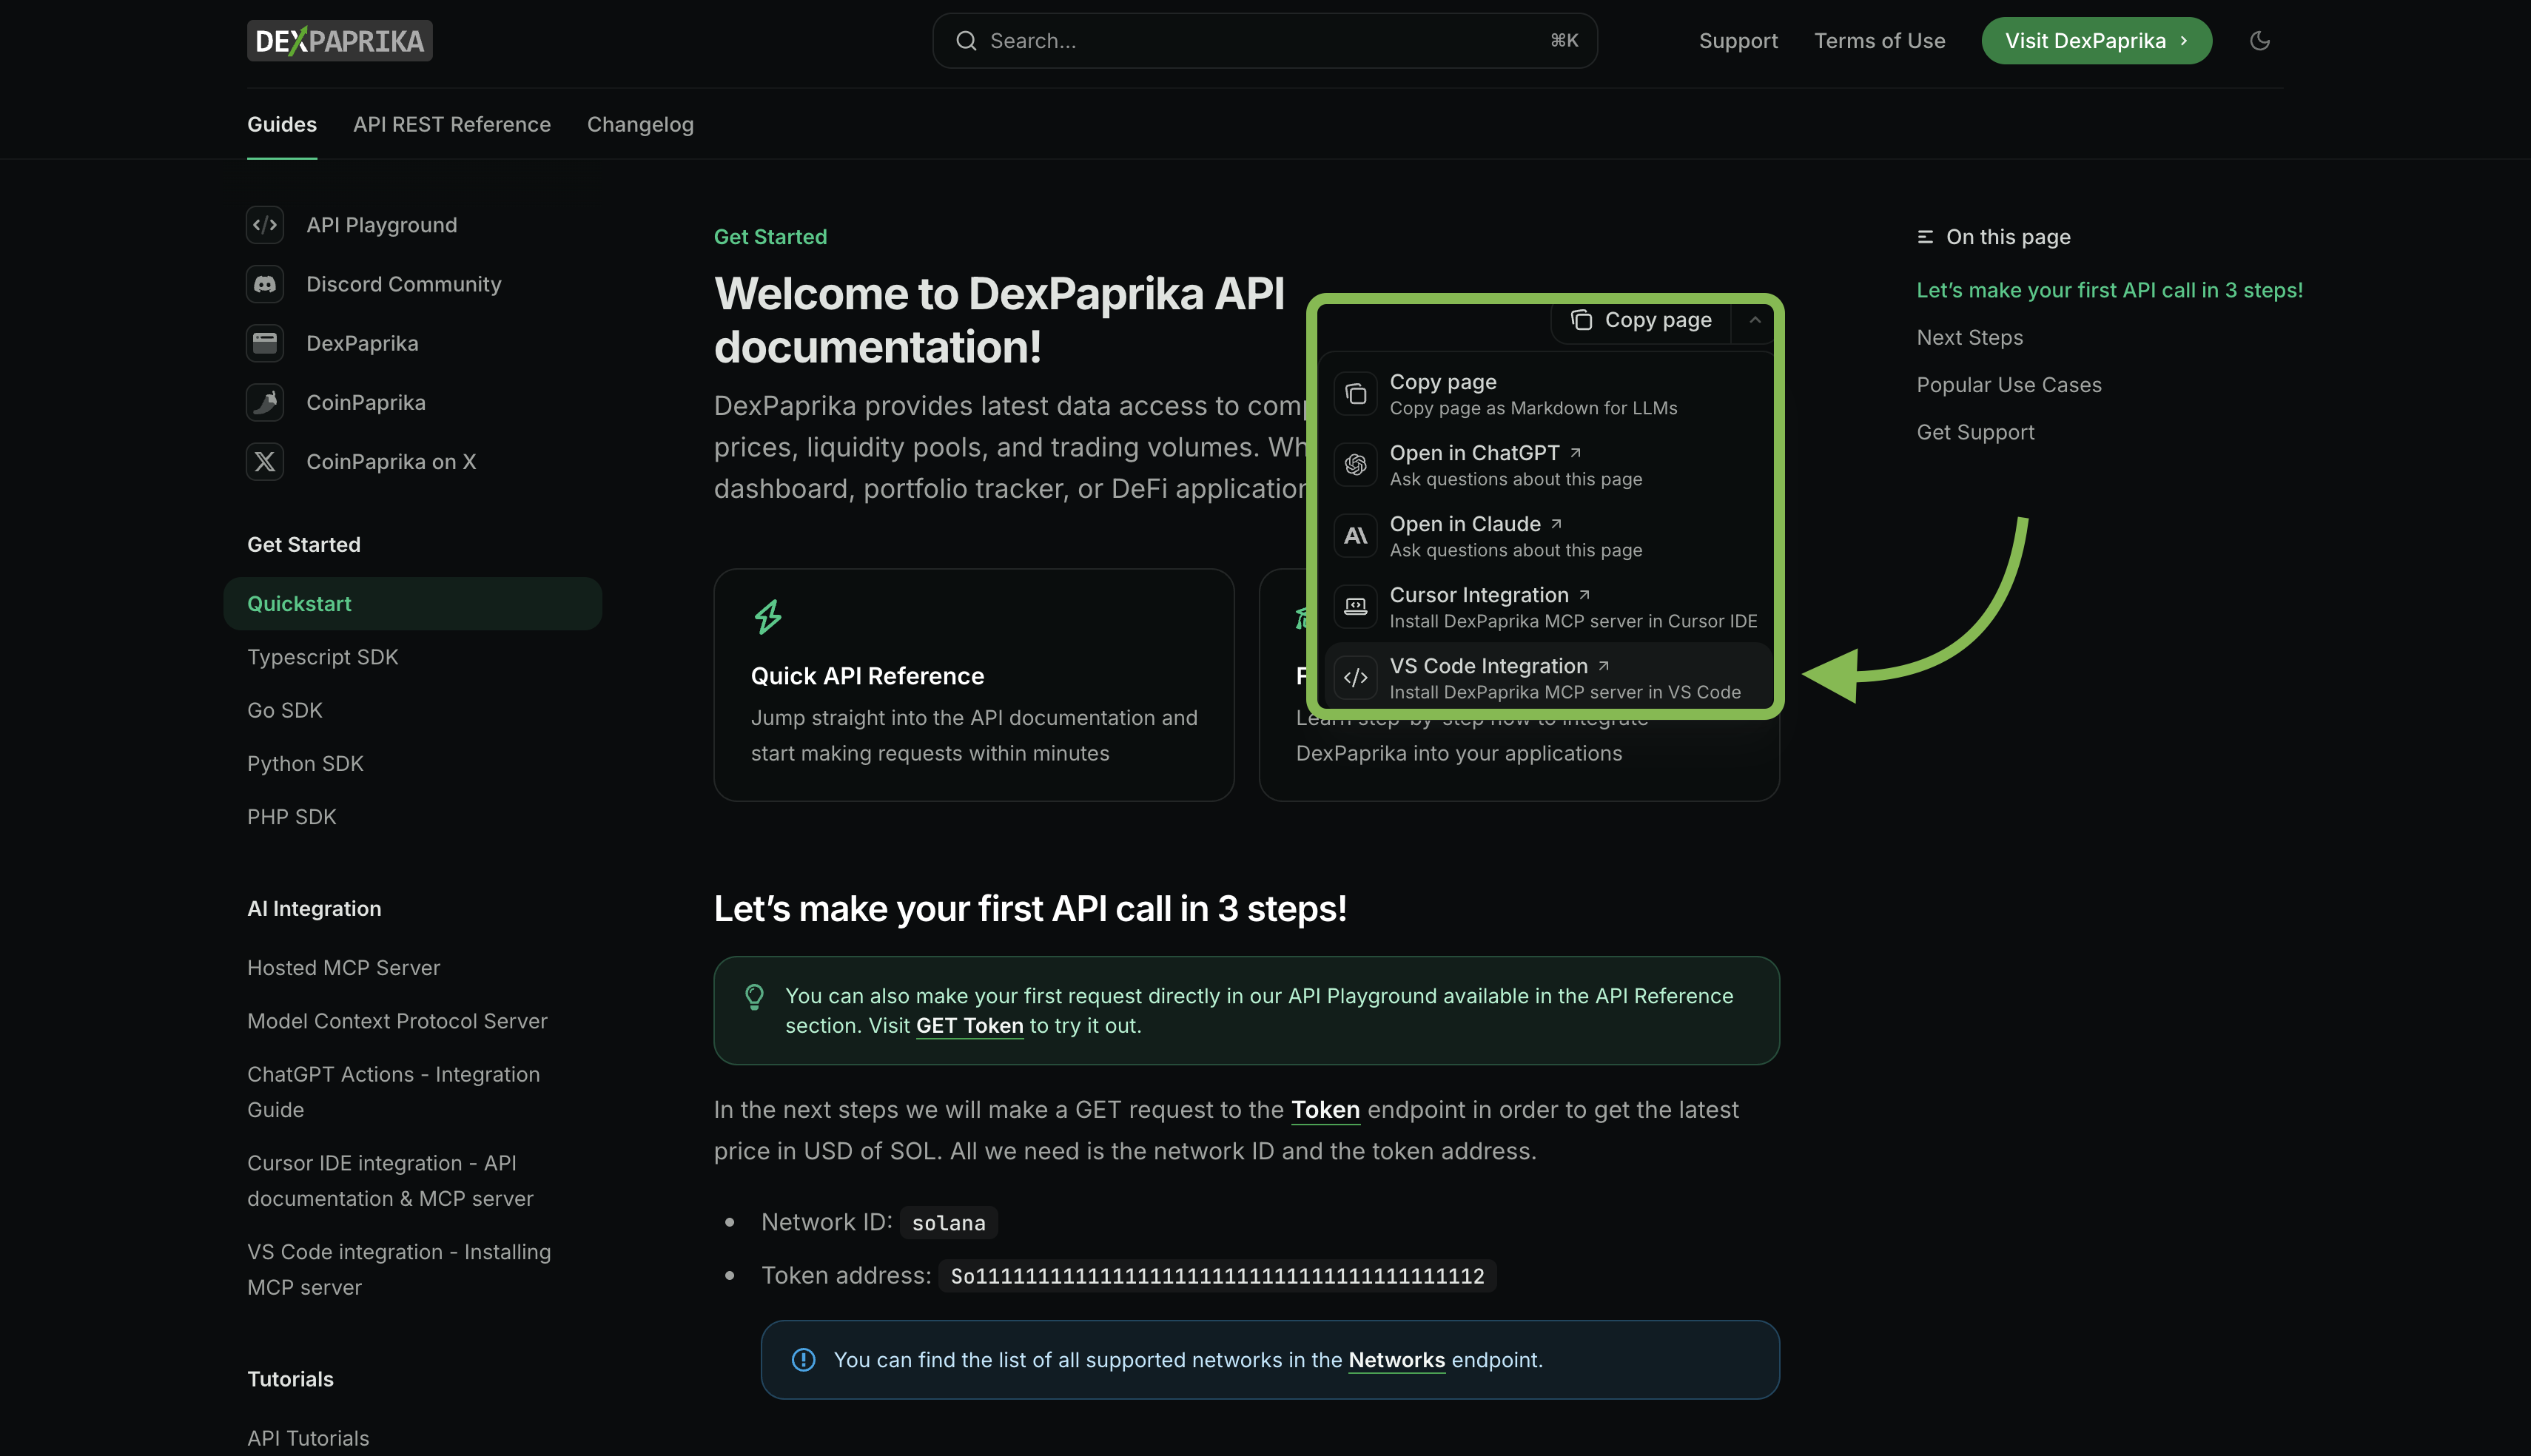 DEXPAPRIKA
Search...
⌘K
Support
Terms of Use
Visit DexPaprika
Guides
API REST Reference
Changelog
API Playground
Discord Community
DexPaprika
CoinPaprika
CoinPaprika on X
Get Started
Quickstart
Typescript SDK
Go SDK
Python SDK
PHP SDK
AI Integration
Hosted MCP Server
Model Context Protocol Server
ChatGPT Actions - Integration
Guide
Cursor IDE integration - API
documentation & MCP server
VS Code integration - Installing
MCP server
Tutorials
API Tutorials
Get Started
Welcome to DexPaprika API
documentation!
DexPaprika provides latest data access to
prices, liquidity pools, and trading volumes.
dashboard, portfolio tracker, or DeFi
Copy page
Copy page
Copy page as Markdown for LLMs
Open in ChatGPT
Ask questions about this page
Open in Claude
Ask questions about this page
Cursor Integration
Install DexPaprika MCP server in Cursor IDE
VS Code Integration
Install DexPaprika MCP server in VS Code
Quick API Reference
Jump straight into the API documentation and
start making requests within minutes
Learn step-by-step how to integrate
DexPaprika into your applications
Let's make your first API call in 3 steps!
You can also make your first request directly in our API Playground available in the API Reference
section. Visit GET Token to try it out.
In the next steps we will make a GET request to the Token endpoint in order to get the latest
price in USD of SOL. All we need is the network ID and the token address.
Network ID: solana
Token address: So11111111111111111111111111111111111111112
You can find the list of all supported networks in the Networks endpoint.
On this page
Let's make your first API call in 3 steps!
Next Steps
Popular Use Cases
Get Support